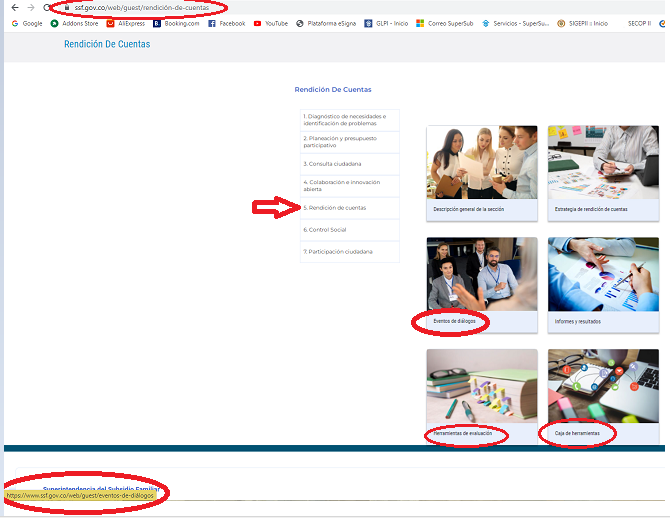 ssf.gov.co/web/guest/rendición-de-cuentas
Google Addons Store AliExpress Booking.com Facebook YouTube Plataforma eSigna GLPI - Inicio Correo SuperSub Servicios - SuperSu... SIGEPII :: Inicio SECOP II
Rendición De Cuentas
Rendición De Cuentas
1. Diagnóstico de necesidades e
identificación de problemas
2. Planeación y presupuesto
participativo
3. Consulta ciudadana
4. Colaboración e innovación
abierta
5. Rendición de cuentas
6. Control Social
7. Participación ciudadana
Descripción general de la sección
Estrategia de rendición de cuentas
Eventos de diálogos
Informes y resultados
Herramientas de evaluación
Caja de herramientas
Superintendencia del Subsidio Familiar
https://www.ssf.gov.co/web/guest/eventos-de-diálogos